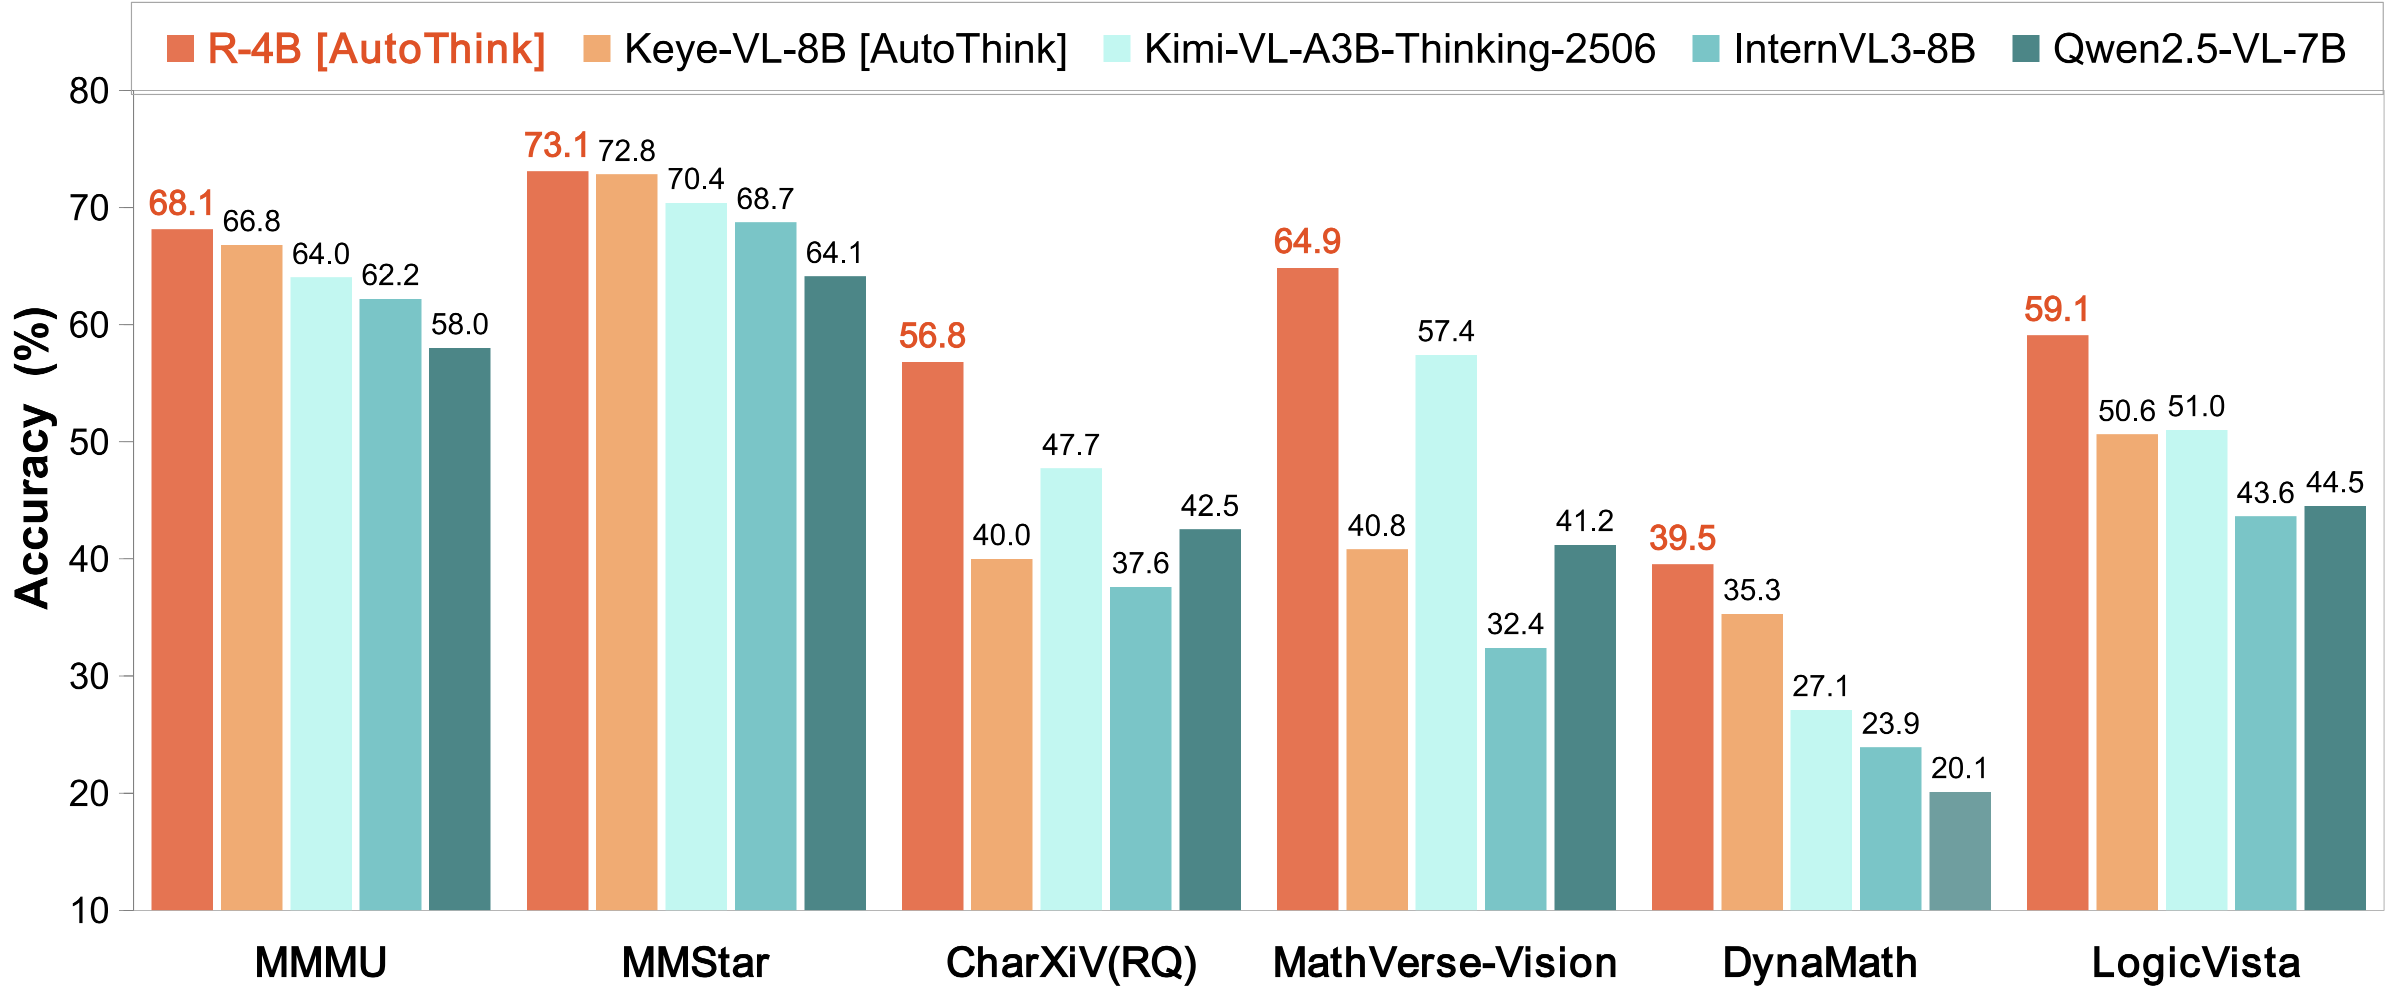 R-4B [AutoThink] Keye-VL-8B [AutoThink] Kimi-VL-A3B-Thinking-2506 InternVL3-8B Qwen2.5-VL-7B
Accuracy (%)
80
70
60
50
40
30
20
10
68.1 66.8 64.0 62.2 58.0
73.1 72.8 70.4 68.7 64.1
56.8 40.0 47.7 37.6 42.5
64.9 40.8 57.4 32.4 41.2
39.5 35.3 27.1 23.9 20.1
59.1 50.6 51.0 43.6 44.5
MMMU MMStar CharXiV(RQ) MathVerse-Vision DynaMath LogicVista